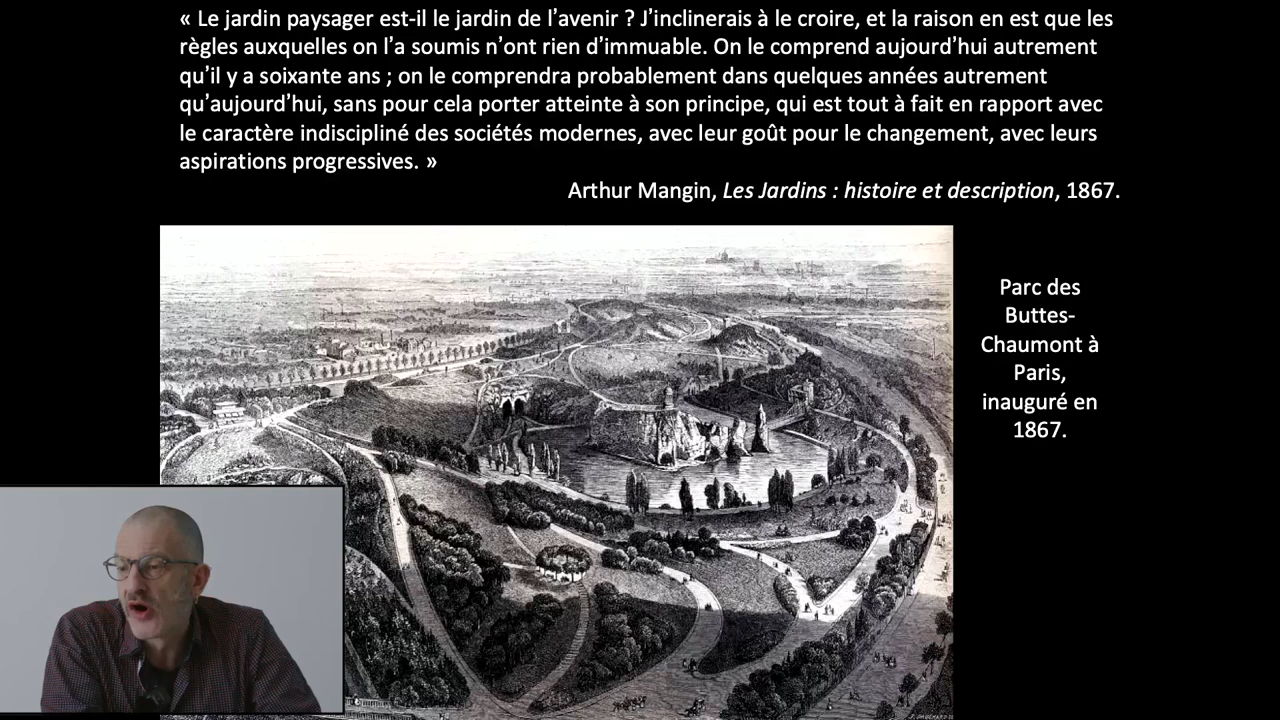 « Le jardin paysager est-il le jardin de l’avenir ? J’inclinerais à le croire, et la raison en est que les
règles auxquelles on l’a soumis n’ont rien d’immuable. On le comprend aujourd’hui autrement
qu’il y a soixante ans ; on le comprendra probablement dans quelques années autrement
qu’aujourd’hui, sans pour cela porter atteinte à son principe, qui est tout à fait en rapport avec
le caractère indiscipliné des sociétés modernes, avec leur goût pour le changement, avec leurs
aspirations progressives. »
Arthur Mangin, Les Jardins : histoire et description, 1867.
Parc des
Buttes-
Chaumont à
Paris,
inauguré en
1867.